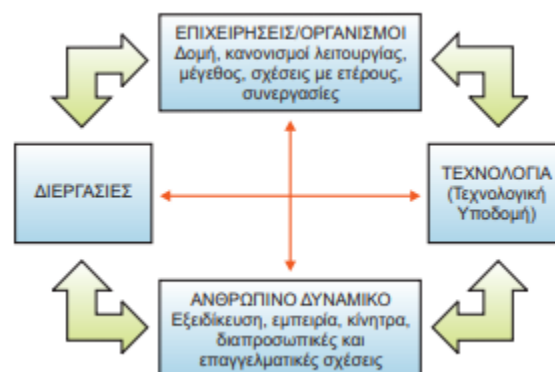 ΕΠΙΧΕΙΡΗΣΕΙΣ/ΟΡΓΑΝΙΣΜΟΙ
Δομή, κανονισμοί λειτουργίας,
μέγεθος, σχέσεις με ετέρους,
συνεργασίες
ΔΙΕΡΓΑΣΙΕΣ
ΤΕΧΝΟΛΟΓΙΑ
(Τεχνολογική
Υποδομή)
ΑΝΘΡΩΠΙΝΟ ΔΥΝΑΜΙΚΟ
Εξειδίκευση, εμπειρία, κίνητρα,
διαπροσωπικές και
επαγγελματικές σχέσεις